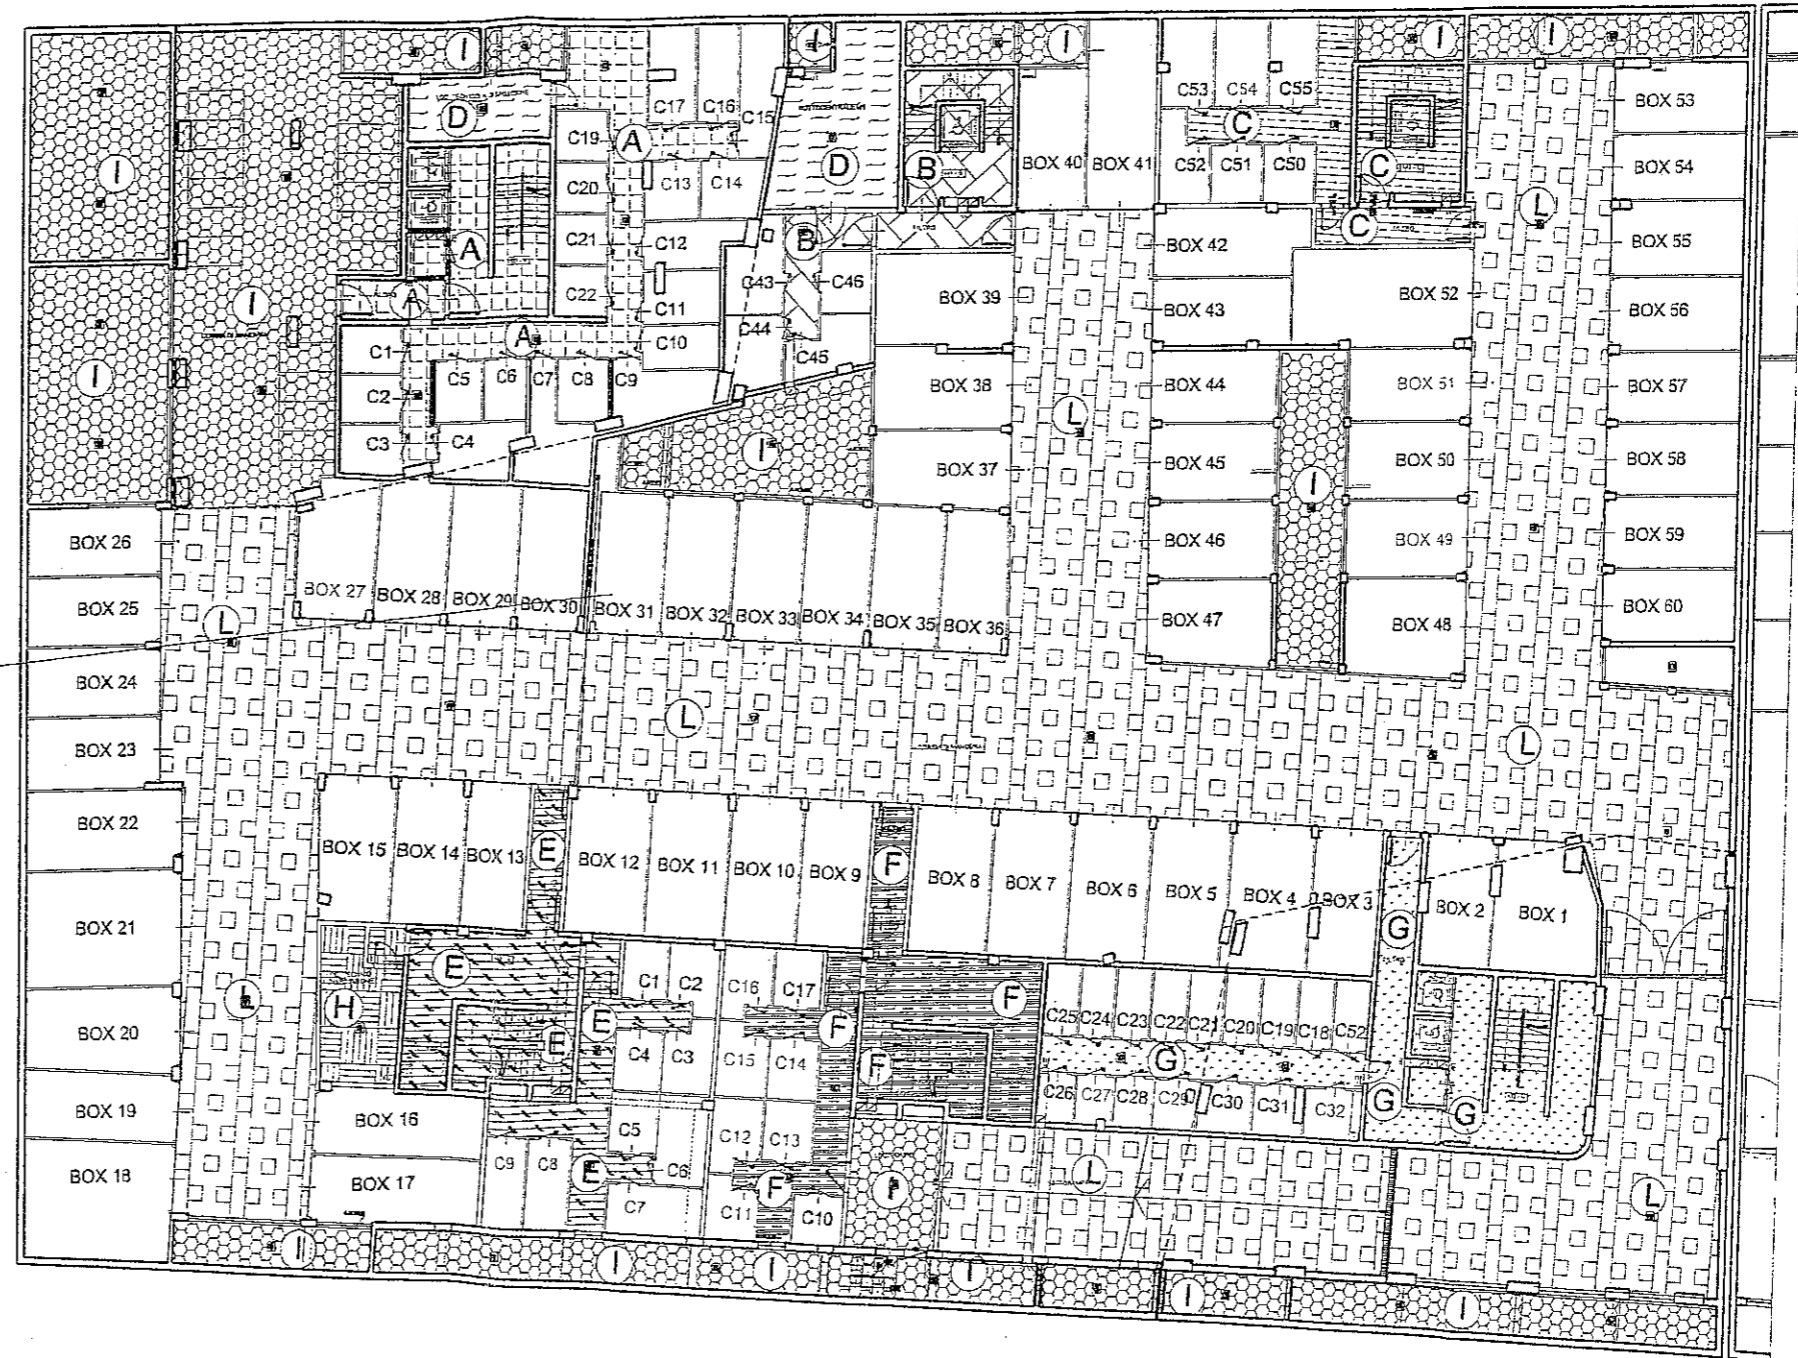 I
I
I
I
I
C17
C16
C15
C53
C54
C55
BOX 53
D
C19
A
C
BOX 54
I
C20
C13
C14
D
B
BOX 40
BOX 41
C52
C51
C50
C
L
A
C21
C12
B
BOX 42
C
BOX 55
C22
C43
C46
BOX 39
BOX 43
BOX 52
BOX 56
I
A
C11
C44
C1
A
C10
C45
I
C2
C5
C6
C7
C8
C9
BOX 38
BOX 44
BOX 51
BOX 57
L
C3
C4
I
BOX 37
BOX 45
BOX 50
BOX 58
I
BOX 26
BOX 46
BOX 49
BOX 59
BOX 27
BOX 28
BOX 29
BOX 30
BOX 31
BOX 32
BOX 33
BOX 34
BOX 35
BOX 36
BOX 25
L
BOX 47
BOX 48
BOX 60
BOX 24
L
L
BOX 23
BOX 22
BOX 15
BOX 14
BOX 13
E
BOX 12
BOX 11
BOX 10
BOX 9
F
BOX 8
BOX 7
BOX 6
BOX 5
BOX 4
BOX 3
G
BOX 2
BOX 1
BOX 21
E
C1
C2
C16
C17
F
L
H
E
E
F
C25
C24
C23
C22
C21
C20
C19
C18
C52
BOX 20
C4
C3
C15
C14
F
G
BOX 19
BOX 16
C26
C27
C28
C29
C30
C31
C32
G
G
C5
C12
C13
BOX 18
BOX 17
C9
C8
E
C6
F
I
L
L
C7
C11
C10
I
I
I
I
I
I